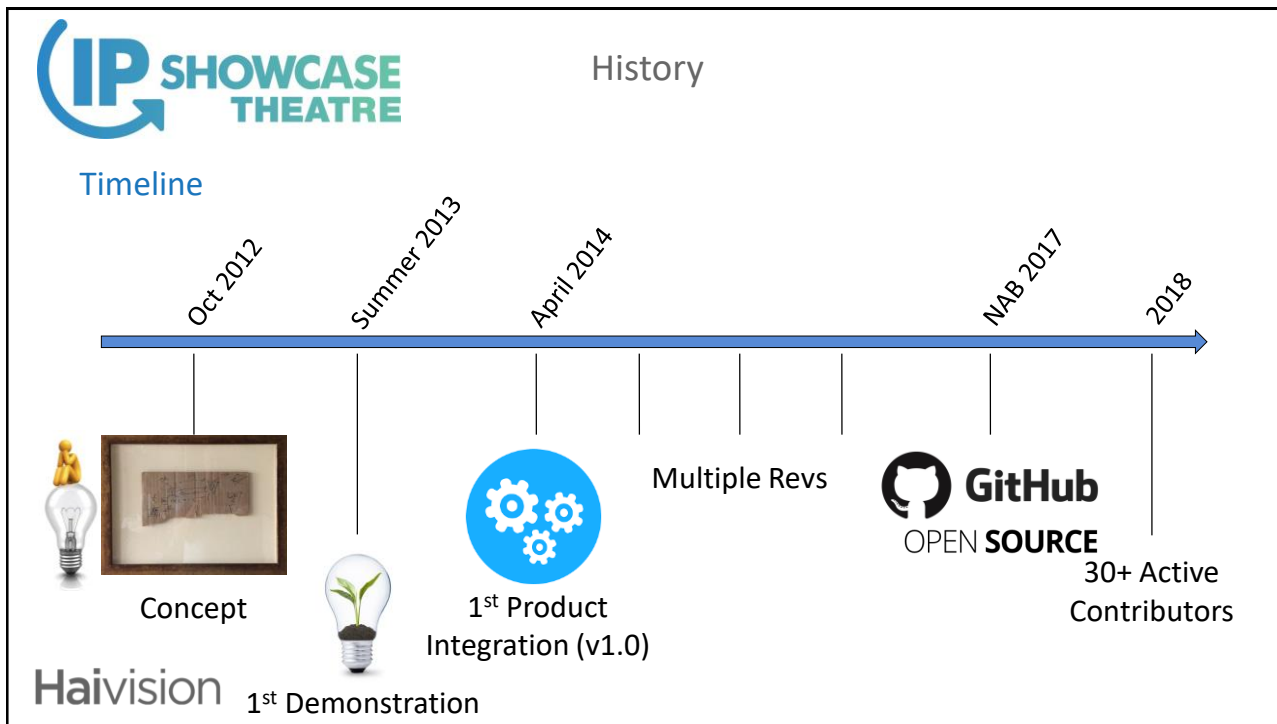 IP SHOWCASE
THEATRE
History
Timeline
Oct 2012
Summer 2013
April 2014
NAB 2017
2018
Concept
1st Demonstration
1st Product
Integration (v1.0)
Multiple Revs
GitHub
OPEN SOURCE
30+ Active
Contributors
Haivision